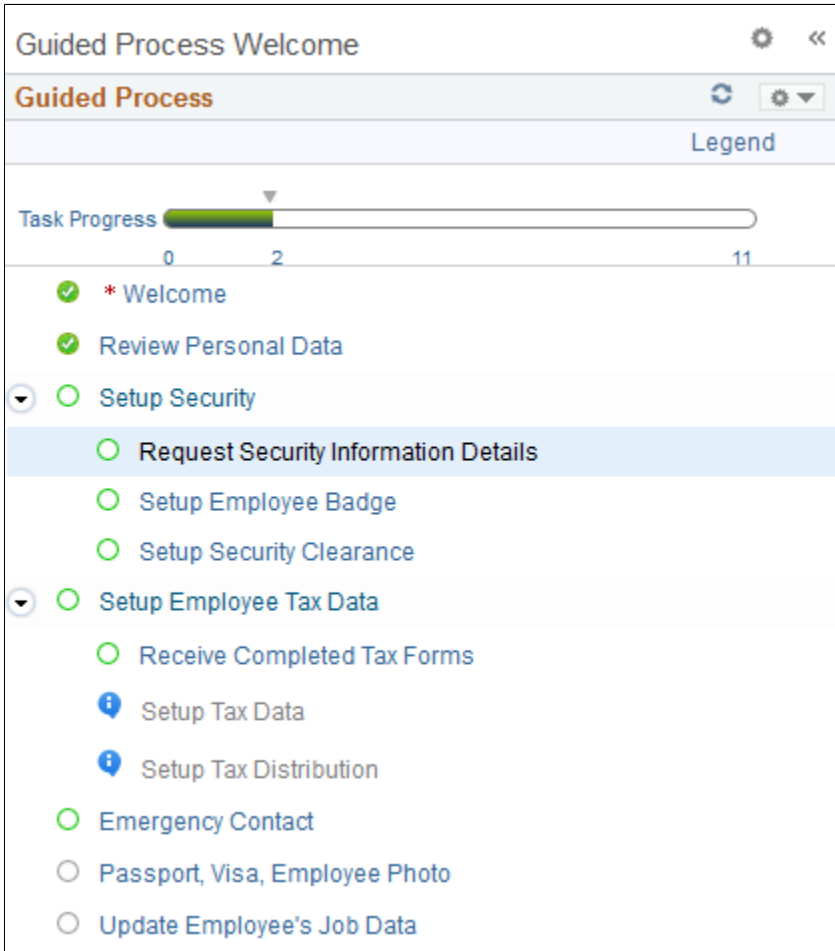 Guided Process Welcome
Guided Process
Legend
Task Progress
0 2 11
* Welcome
Review Personal Data
Setup Security
Request Security Information Details
Setup Employee Badge
Setup Security Clearance
Setup Employee Tax Data
Receive Completed Tax Forms
Setup Tax Data
Setup Tax Distribution
Emergency Contact
Passport, Visa, Employee Photo
Update Employee's Job Data